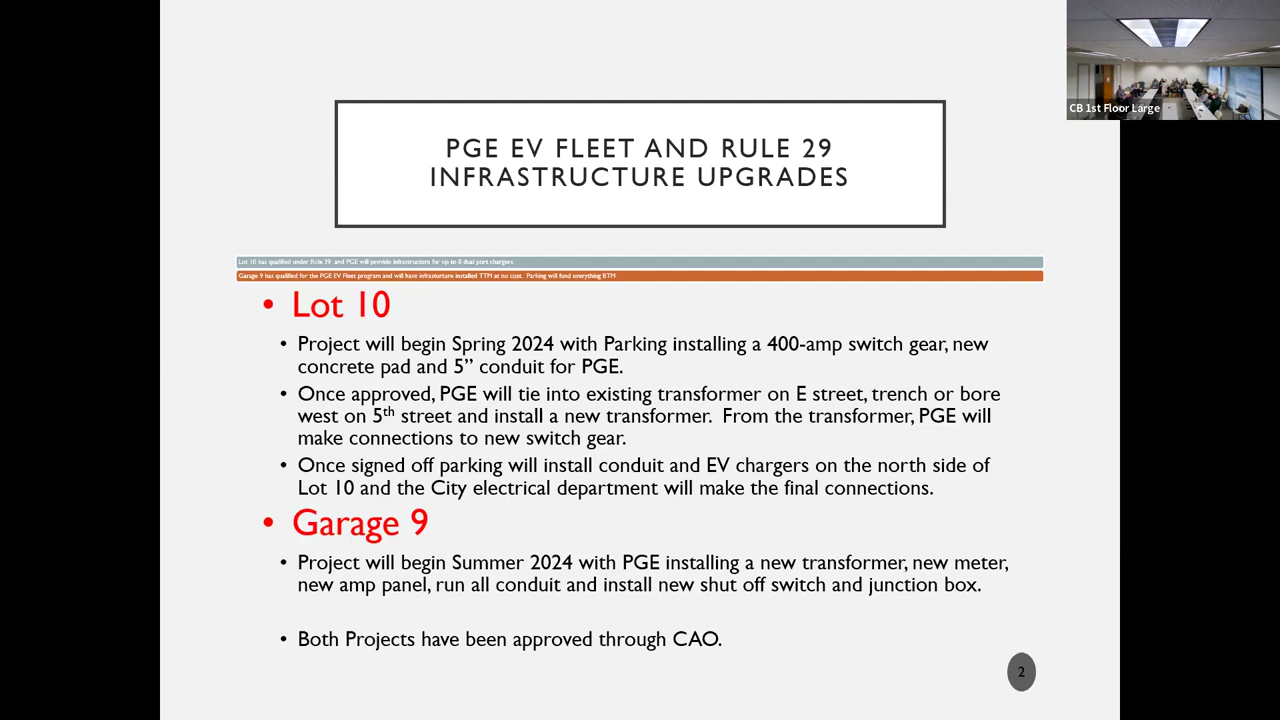 CB 1st Floor Large
PGE EV FLEET AND RULE 29
INFRASTRUCTURE UPGRADES
Lot 10 has qualified under Rule 29 and PGE will provide infrastructure for up to 8 dual port chargers.
Garage 9 has qualified for the PGE EV Fleet program and will have infrasturture installed TTM at no cost. Parking will fund everything BTM
• Lot 10
• Project will begin Spring 2024 with Parking installing a 400-amp switch gear, new
concrete pad and 5” conduit for PGE.
• Once approved, PGE will tie into existing transformer on E street, trench or bore
west on 5th street and install a new transformer. From the transformer, PGE will
make connections to new switch gear.
• Once signed off parking will install conduit and EV chargers on the north side of
Lot 10 and the City electrical department will make the final connections.
• Garage 9
• Project will begin Summer 2024 with PGE installing a new transformer, new meter,
new amp panel, run all conduit and install new shut off switch and junction box.
• Both Projects have been approved through CAO.
2